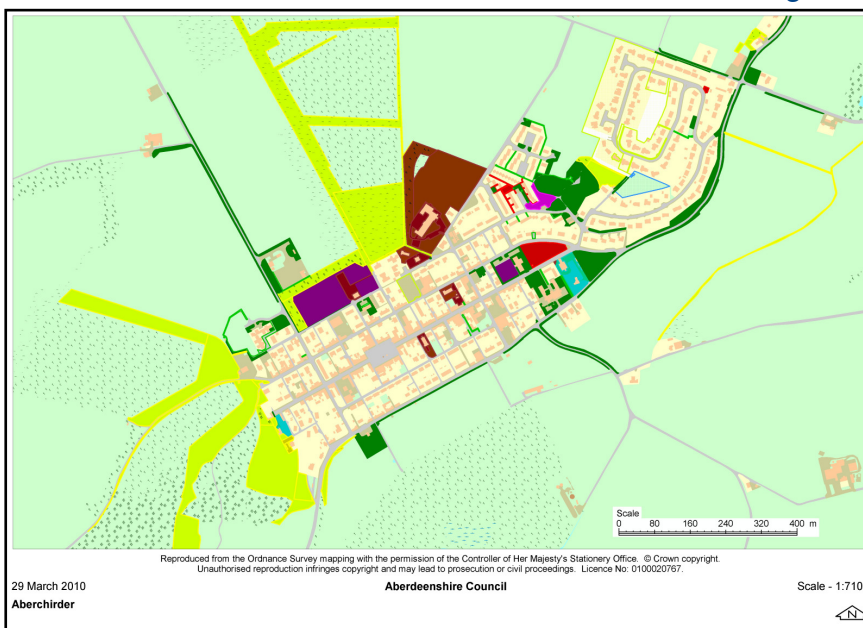 Scale
0 80 160 240 320 400 m
Reproduced from the Ordnance Survey mapping with the permission of the Controller of Her Majesty's Stationery Office. © Crown copyright.
Unauthorised reproduction infringes copyright and may lead to prosecution or civil proceedings. Licence No: 0100020767.
29 March 2010 Aberdeenshire Council Scale - 1:710
Aberchirder
N